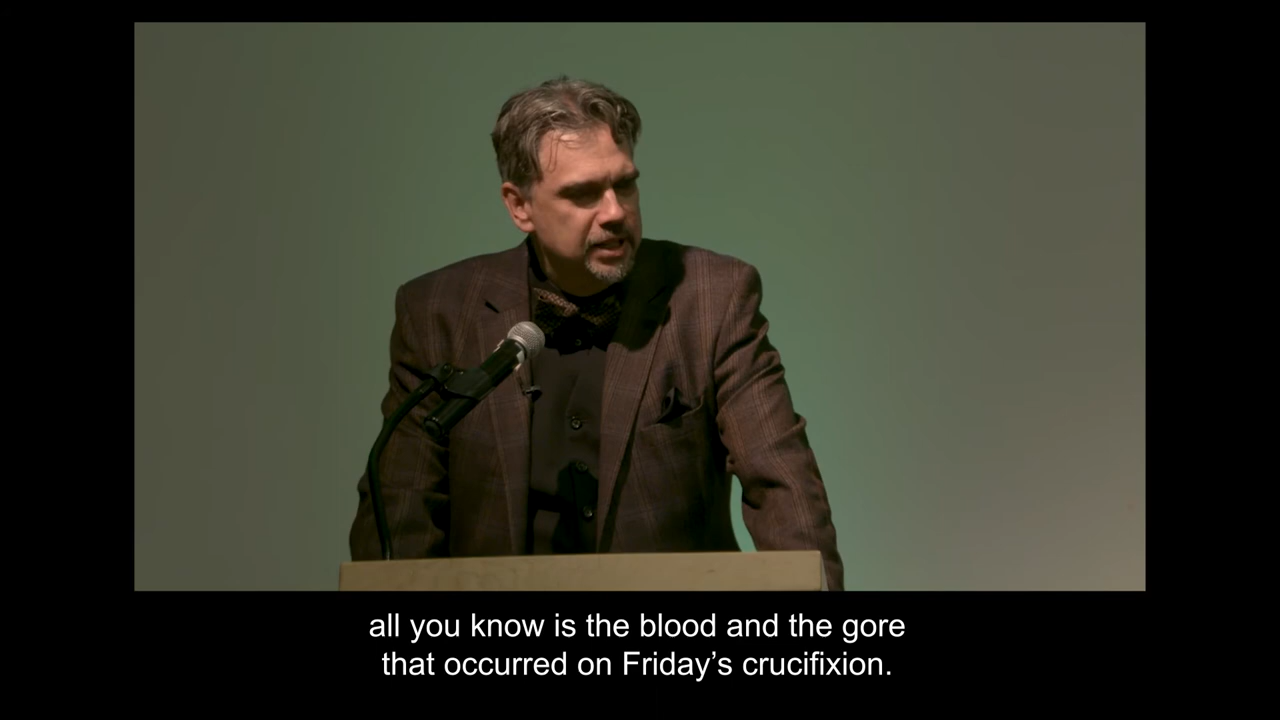 all you know is the blood and the gore
that occurred on Friday’s crucifixion.